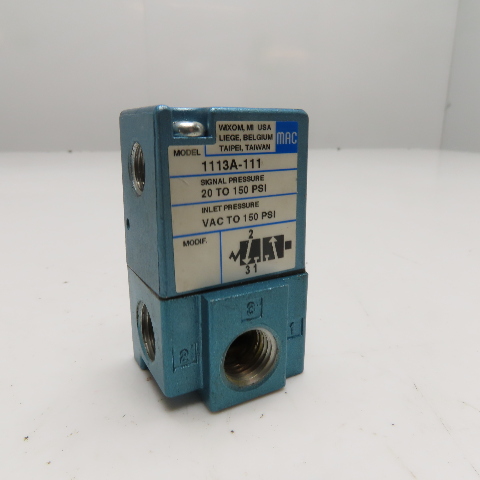 WIXOM, MI USA
LIEGE, BELGIUM
TAIPEI, TAIWAN
MAC
MODEL 1113A-111
SIGNAL PRESSURE
20 TO 150 PSI
INLET PRESSURE
VAC TO 150 PSI
MODIF.
2
3 1
2 3 1